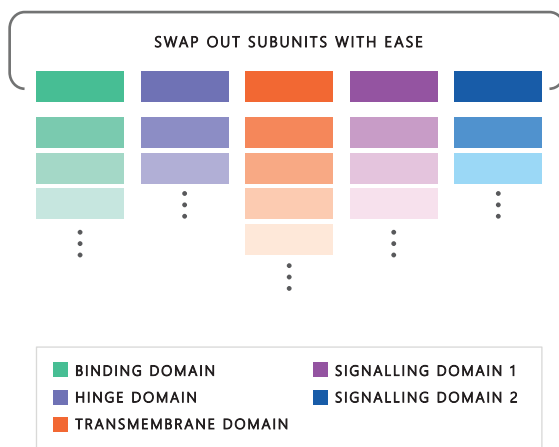 SWAP OUT SUBUNITS WITH EASE
BINDING DOMAIN
HINGE DOMAIN
TRANSMEMBRANE DOMAIN
SIGNALLING DOMAIN 1
SIGNALLING DOMAIN 2